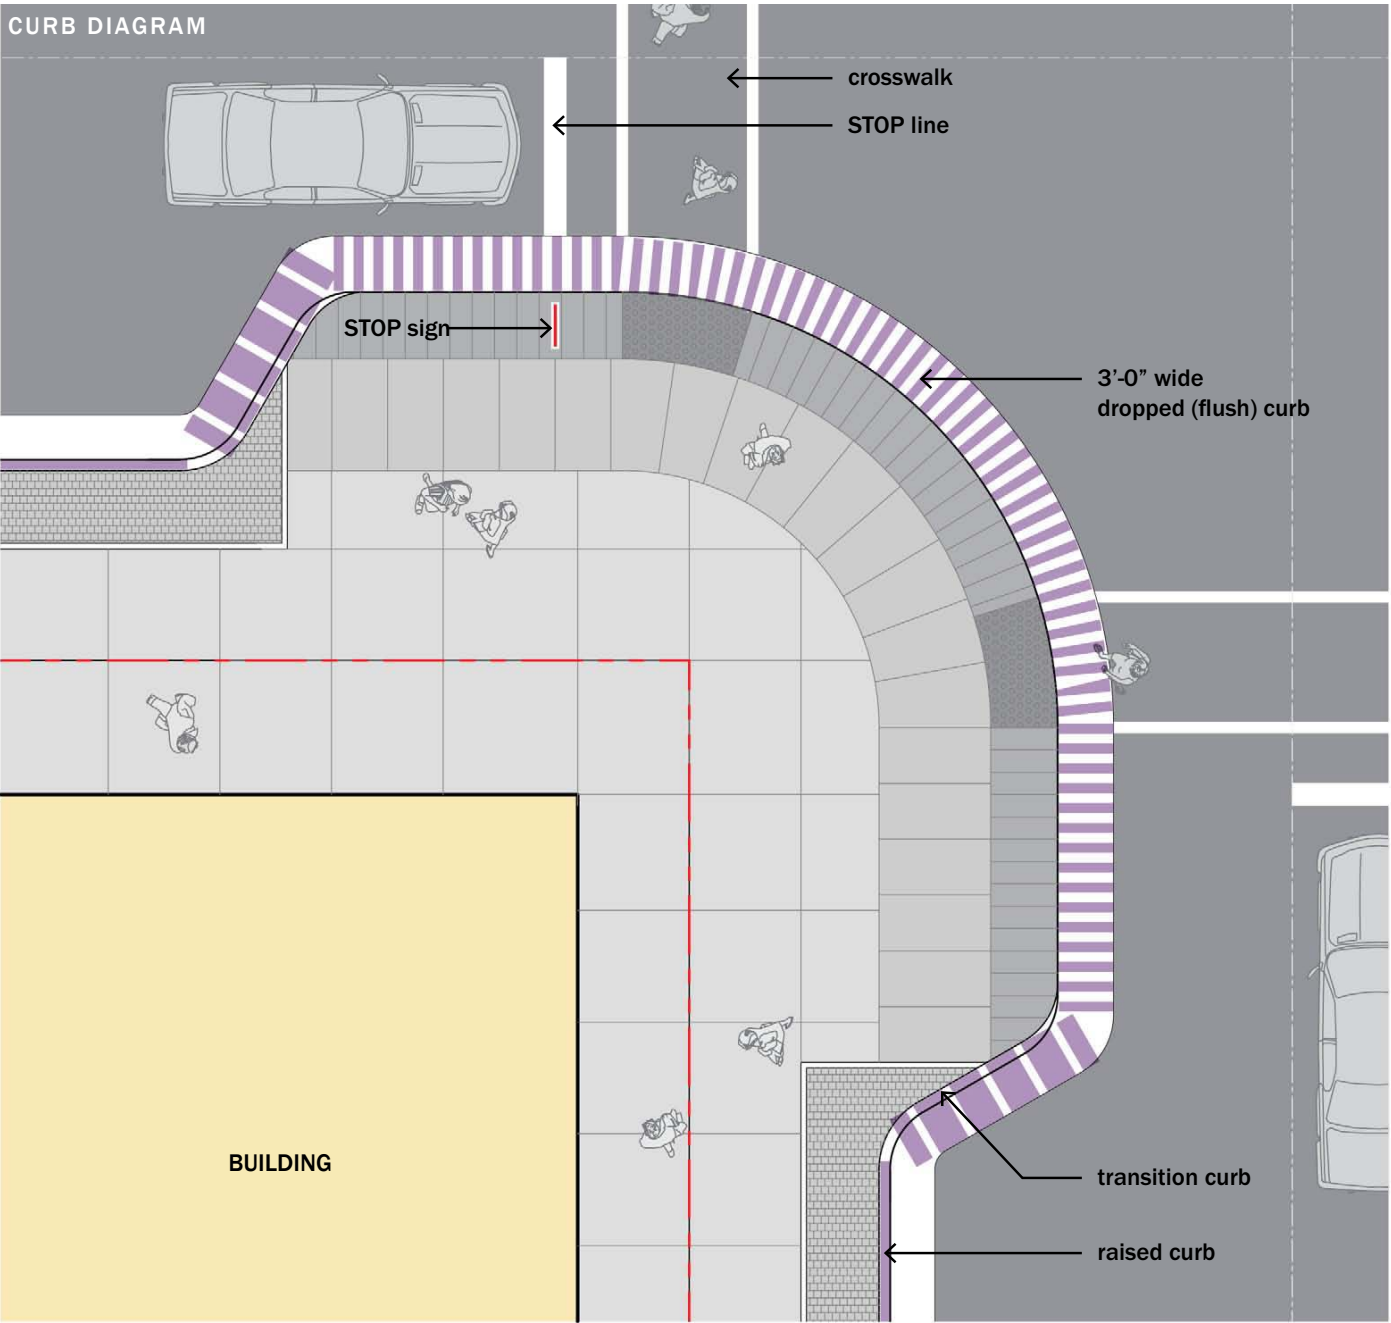 CURB DIAGRAM
crosswalk
STOP line
STOP sign
3’-0” wide
dropped (flush) curb
BUILDING
transition curb
raised curb